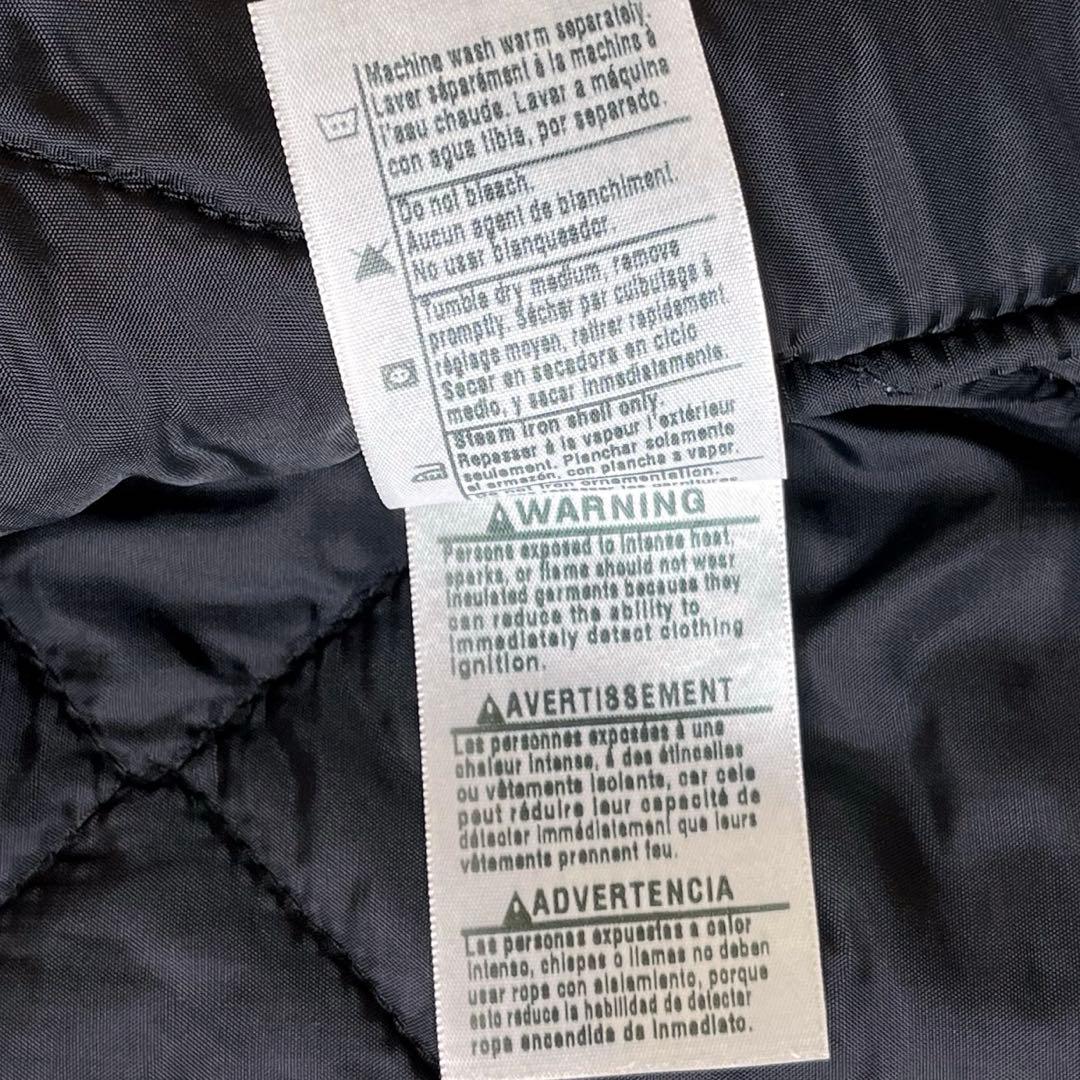 Machine wash warm separately.
Laver séparément à la machine à
l'eau chaude. Lavar a máquina
con agua tibia, por separado.
Do not bleach.
Aucun agent de blanchiment.
No usar blanqueador.
Tumble dry medium, remove
promptly. Sécher par culbutage à
réglage moyen, retirer rapidement.
Secar en secadora en ciclo
medio, y sacar inmediatamente.
Steam iron shell only.
Repasser à la vapeur l'extérieur
seulement. Planchar solamente
el armazón, con plancha a vapor.
iron ornamentation.
WARNING
Persons exposed to intense heat,
sparks, or flame should not wear
insulated garments because they
can reduce the ability to
immediately detect clothing
ignition.
AVERTISSEMENT
Les personnes exposées à une
chaleur intense, à des étincelles
ou vêtements isolants, car cela
peut réduire leur capacité de
détecter immédiatement que leurs
vêtements prennent feu.
ADVERTENCIA
Las personas expuestas a calor
intenso, chispas o llamas no deben
usar ropa con aislamiento, porque
esto reduce la habilidad de detectar
ropa encendida de inmediato.